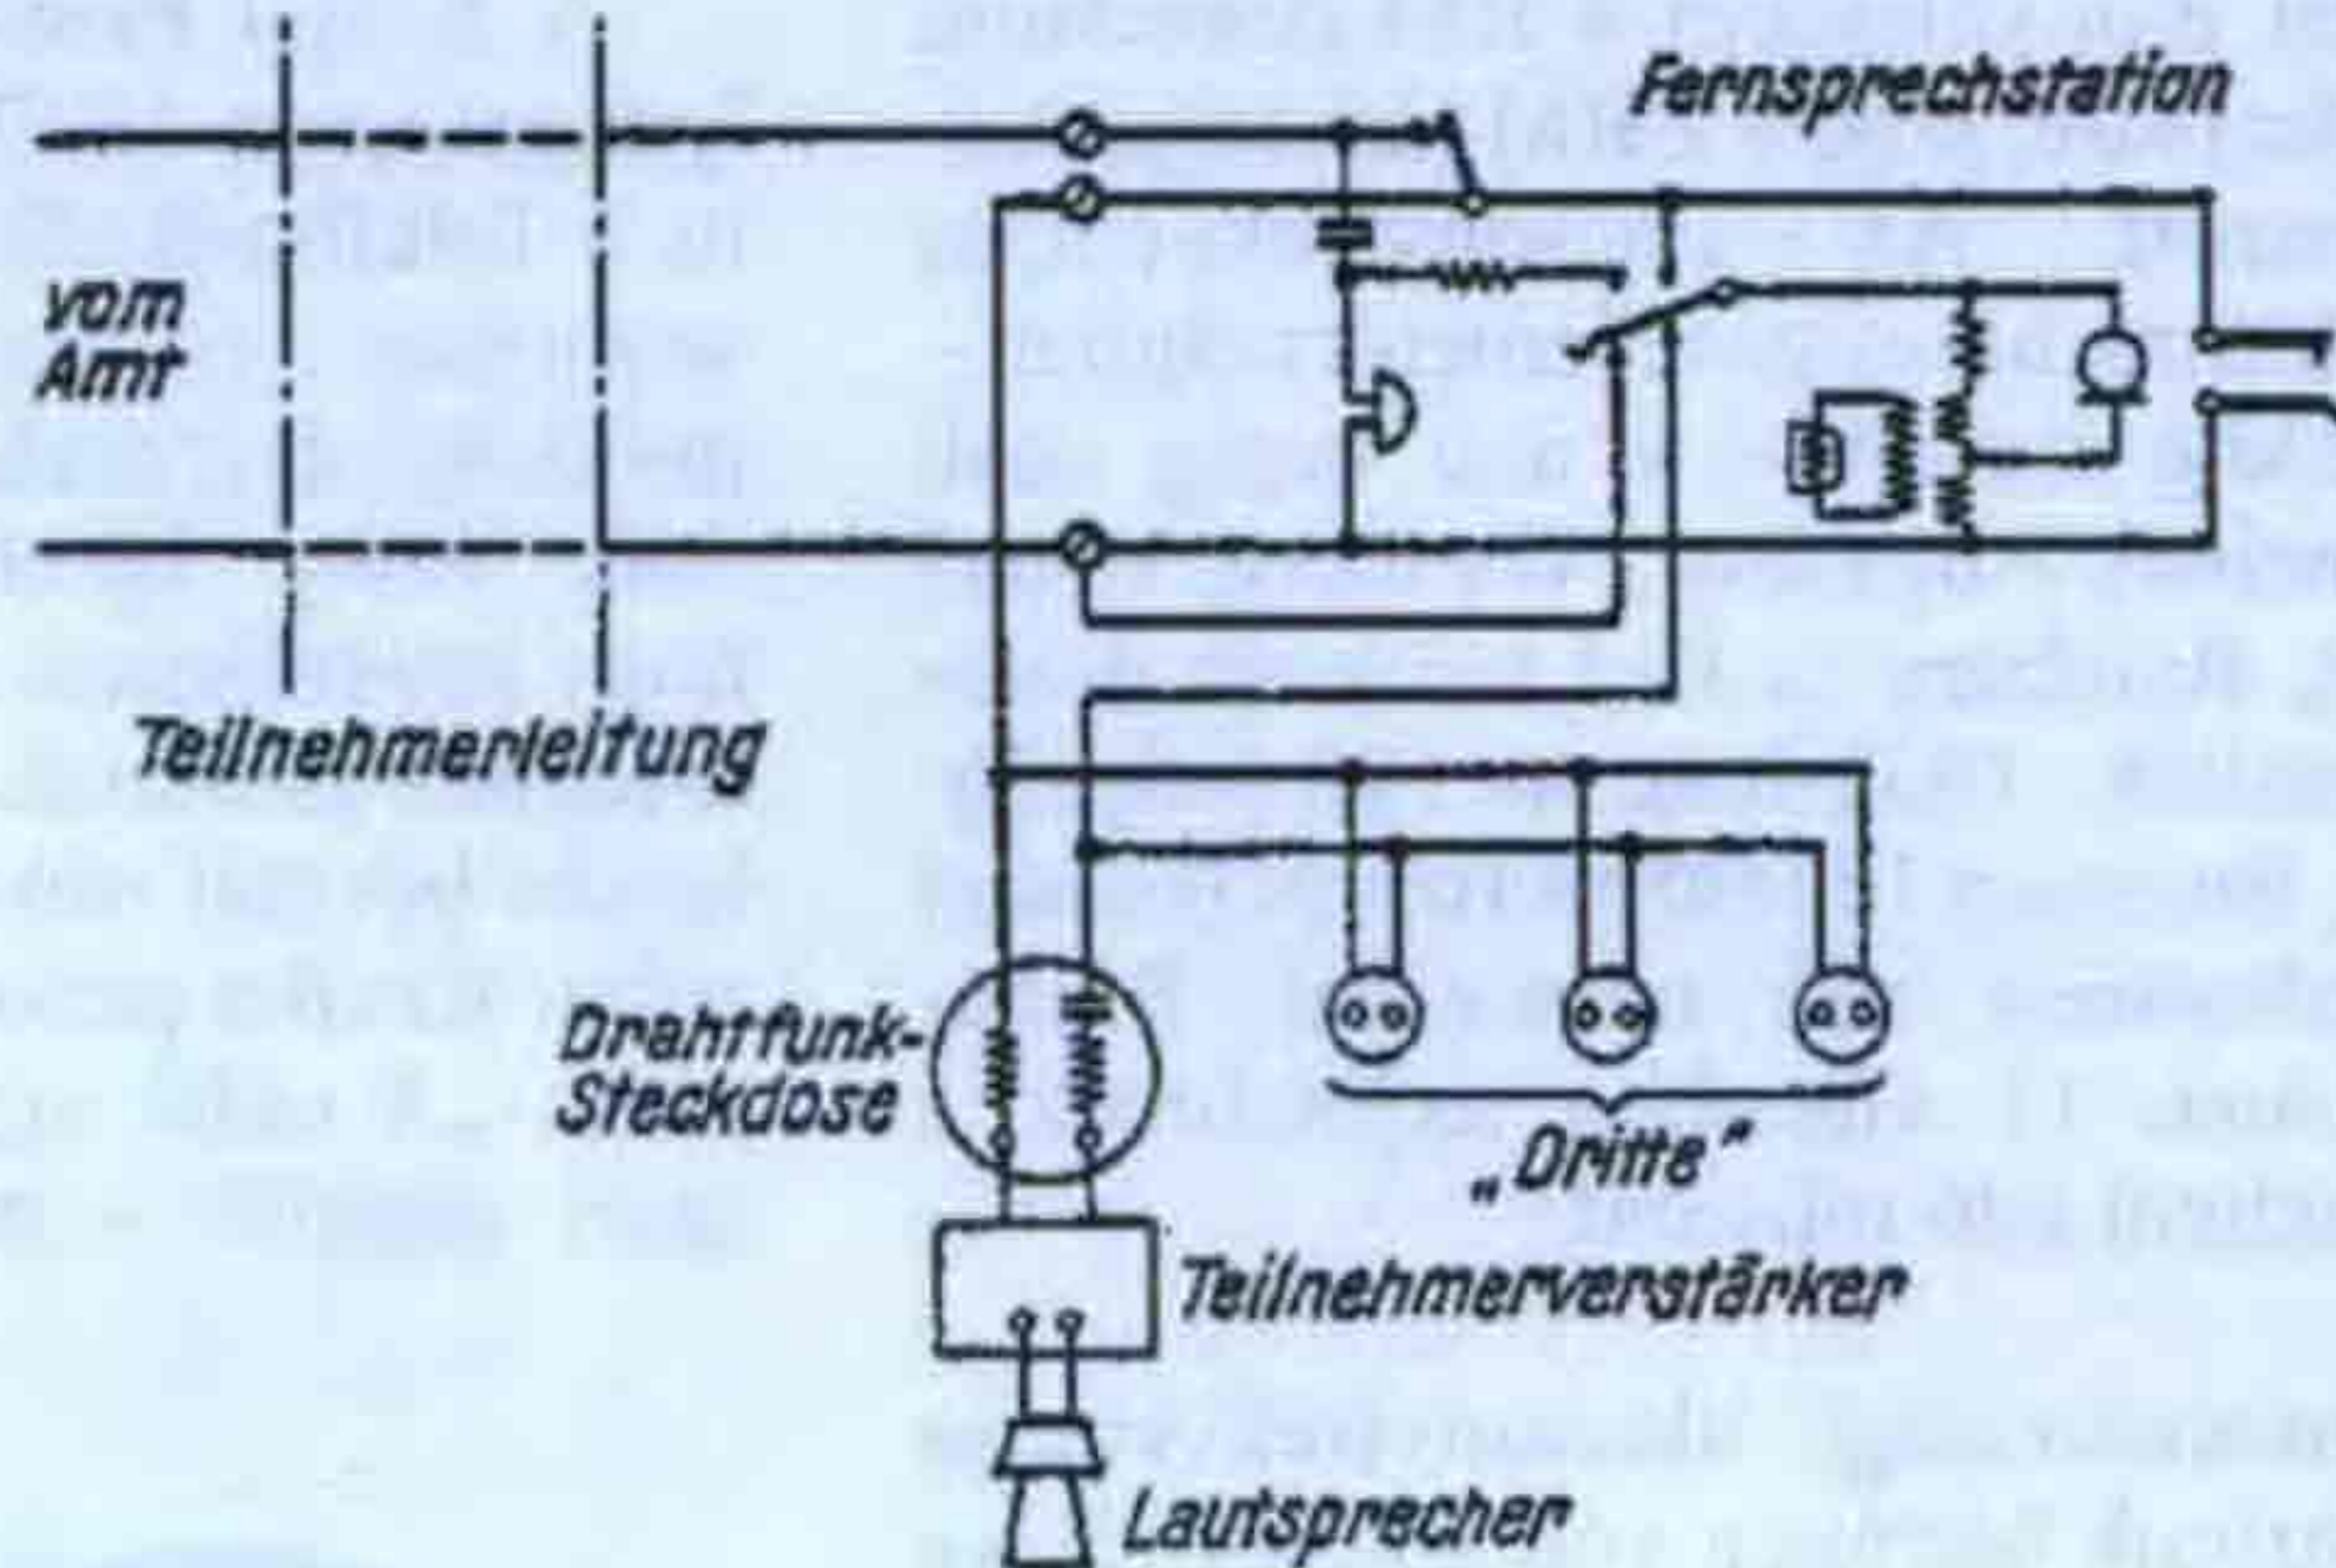 Fernsprechstation
vom
Amt
Teilnehmerleitung
Drahtfunk-
Steckdose
„Dritte“
Teilnehmerverstärker
Lautsprecher